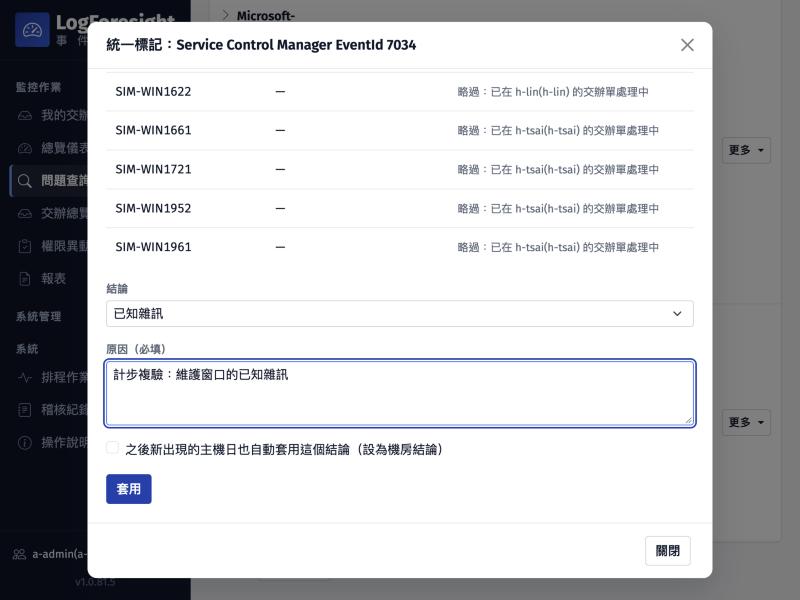 LogForesight
事 件
監控作業
我的交辦
總覽儀表
問題查詢
交辦總覽
權限異動
報表
系統管理
系統
排程作業
稽核紀錄
操作說明
a-admin(a-
v1.0.81.5
Microsoft-
更多
更多
統一標記：Service Control Manager EventId 7034
SIM-WIN1622 — 略過：已在 h-lin(h-lin) 的交辦單處理中
SIM-WIN1661 — 略過：已在 h-tsai(h-tsai) 的交辦單處理中
SIM-WIN1721 — 略過：已在 h-tsai(h-tsai) 的交辦單處理中
SIM-WIN1952 — 略過：已在 h-tsai(h-tsai) 的交辦單處理中
SIM-WIN1961 — 略過：已在 h-tsai(h-tsai) 的交辦單處理中
結論
已知雜訊
原因（必填）
計步複驗：維護窗口的已知雜訊
之後新出現的主機日也自動套用這個結論（設為機房結論）
套用
關閉